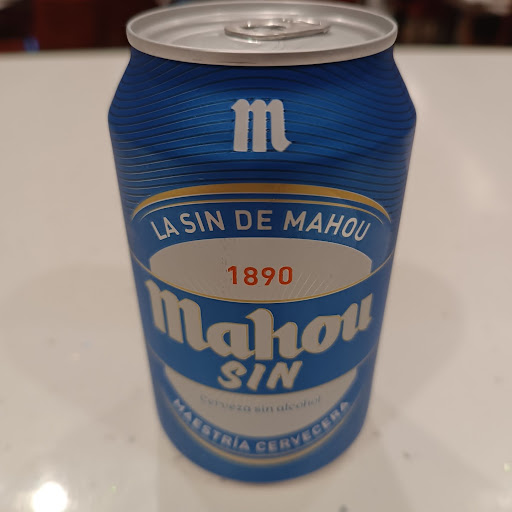 m
LA SIN DE MAHOU
1890
Mahou
SIN
Cerveza sin alcohol
MAESTRÍA CERVECERA